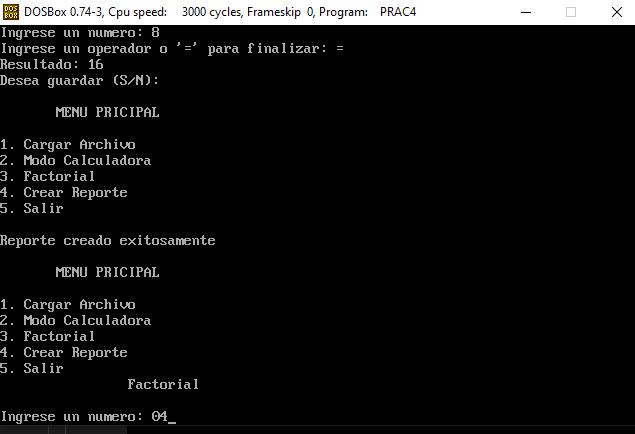 DOSBox 0.74-3, Cpu speed: 3000 cycles, Frameskip 0, Program: PRAC4
Ingrese un numero: 8
Ingrese un operador o '=' para finalizar: =
Resultado: 16
Desea guardar (S/N):
MENU PRICIPAL
1. Cargar Archivo
2. Modo Calculadora
3. Factorial
4. Crear Reporte
5. Salir
Reporte creado exitosamente
MENU PRICIPAL
1. Cargar Archivo
2. Modo Calculadora
3. Factorial
4. Crear Reporte
5. Salir
Factorial
Ingrese un numero: 04_